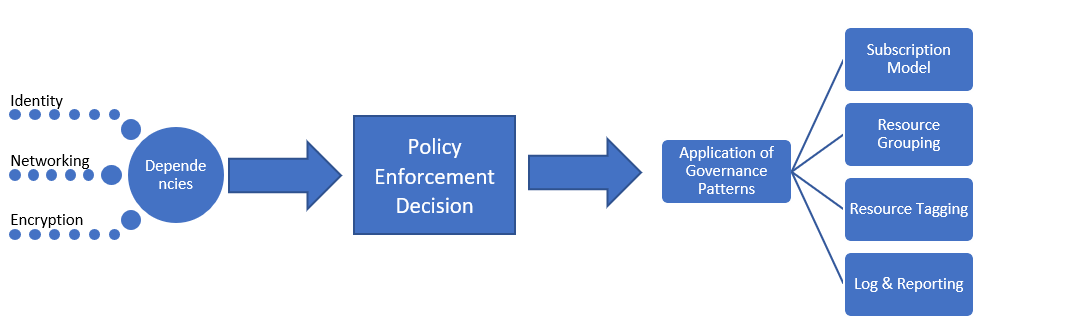 Identity
Networking
Encryption
Depende
ncies
Policy
Enforcement
Decision
Application of
Governance
Patterns
Subscription
Model
Resource
Grouping
Resource Tagging
Log & Reporting